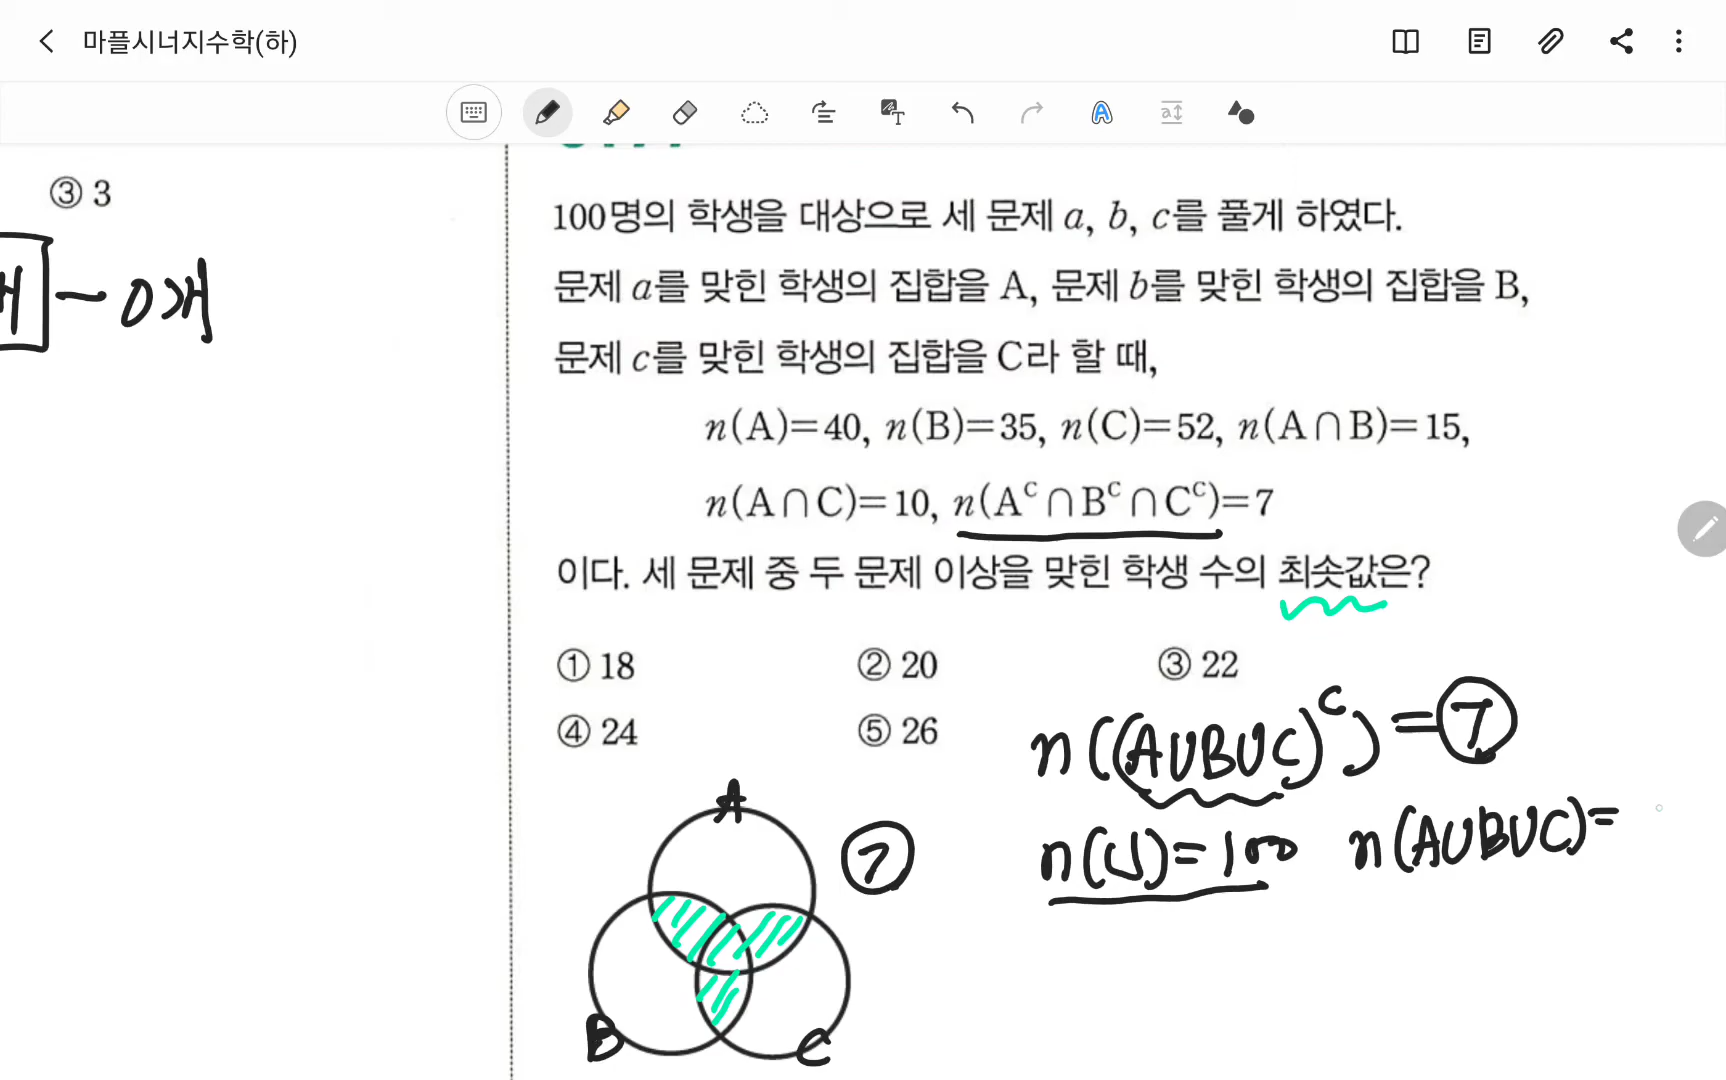 마플시너지수학(하)
③ 3
~ 0개
100명의 학생을 대상으로 세 문제 a, b, c를 풀게 하였다.
문제 a를 맞힌 학생의 집합을 A, 문제 b를 맞힌 학생의 집합을 B,
문제 c를 맞힌 학생의 집합을 C라 할 때,
n(A)=40, n(B)=35, n(C)=52, n(A∩B)=15,
n(A∩C)=10, n(Aᶜ∩Bᶜ∩Cᶜ)=7
이다. 세 문제 중 두 문제 이상을 맞힌 학생 수의 최솟값은?
① 18 ② 20 ③ 22
④ 24 ⑤ 26
n((A∪B∪C)ᶜ) = 7
n(U)=100 n(A∪B∪C)=
A
7
B
C